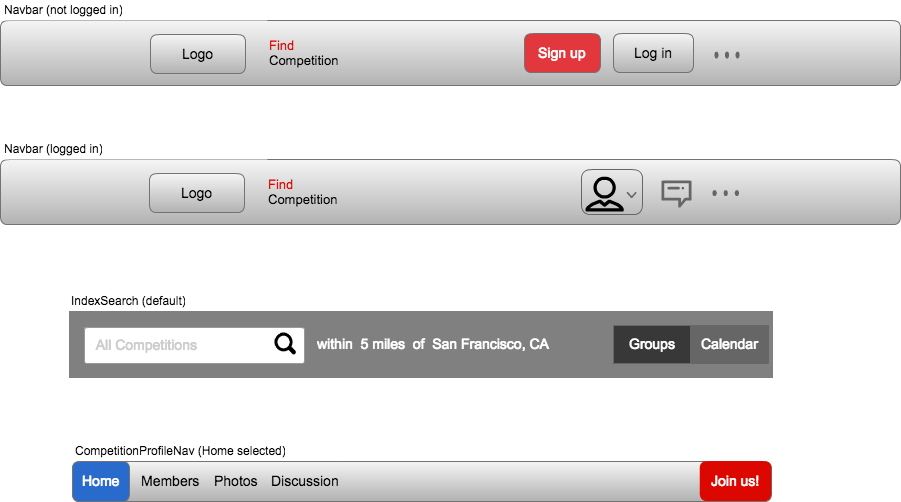 Navbar (not logged in)
Logo
Find
Competition
Sign up
Log in
Navbar (logged in)
Logo
Find
Competition
IndexSearch (default)
All Competitions
within 5 miles of San Francisco, CA
Groups
Calendar
CompetitionProfileNav (Home selected)
Home
Members
Photos
Discussion
Join us!